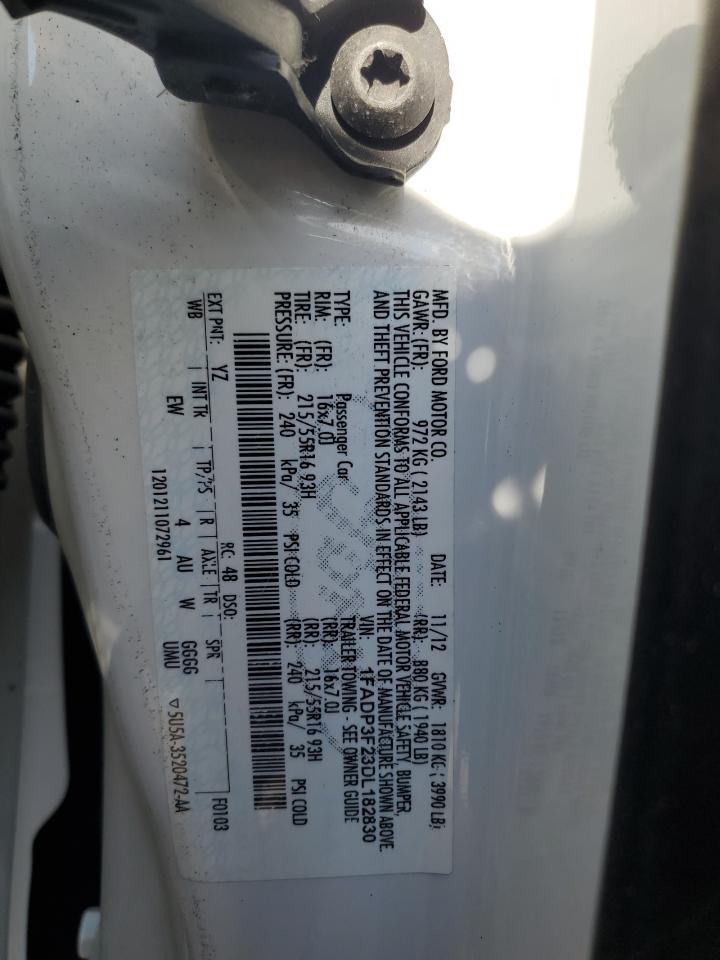 MFD. BY FORD MOTOR CO. DATE: 11/12 GVWR: 1810 KG ( 3990 LB)
GAWR: (FR): 972 KG ( 2143 LB) (RR): 880 KG ( 1940 LB)
THIS VEHICLE CONFORMS TO ALL APPLICABLE FEDERAL MOTOR VEHICLE SAFETY, BUMPER,
AND THEFT PREVENTION STANDARDS IN EFFECT ON THE DATE OF MANUFACTURE SHOWN ABOVE.
VIN: 1FADP3F23DL182830
TYPE: Passenger Car TRAILER TOWING - SEE OWNER GUIDE
RIM: (FR): 16x7.0J (RR): 16x7.0J
TIRE: (FR): 215/55R16 93H (RR): 215/55R16 93H
PRESSURE: (FR): 240 kPa/ 35 PSI COLD (RR): 240 kPa/ 35 PSI COLD
EXT PNT: YZ RC: 48 DSO: F0103
WB INT TR TP/PS R AXLE TR SPR
EW 4 AU W GGGG
1201211072961 UMU ▽5U5A-3520472-AA